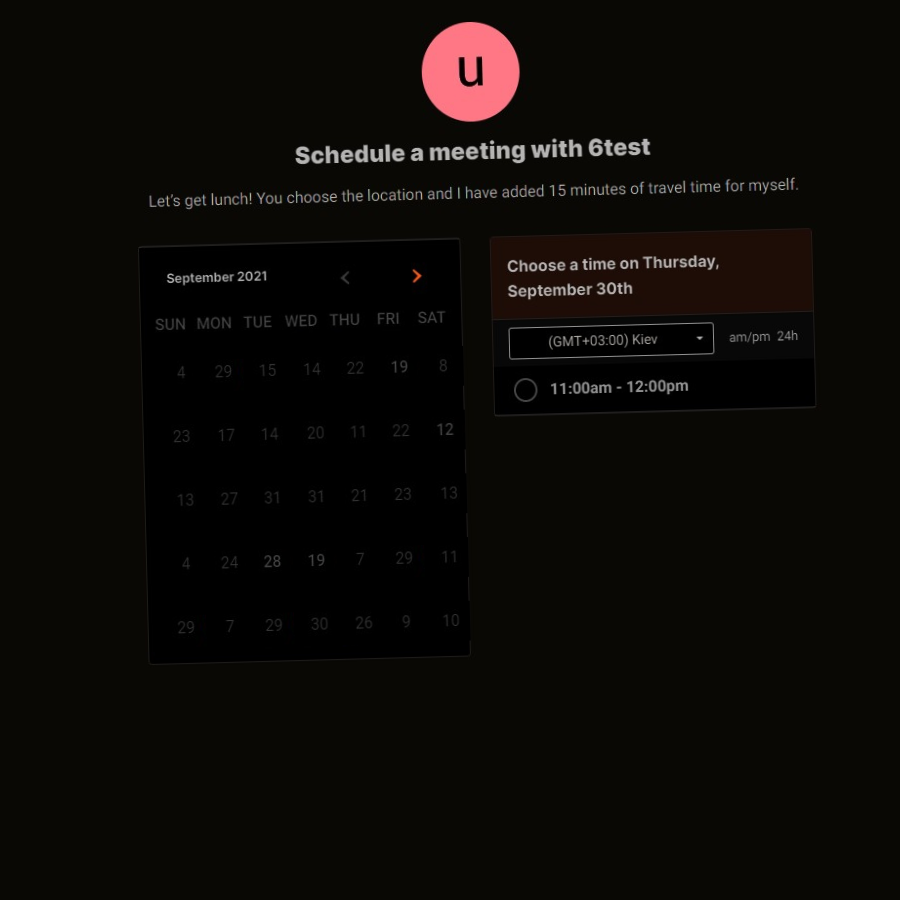 u
Schedule a meeting with 6test
Let's get lunch! You choose the location and I have added 15 minutes of travel time for myself.
September 2021
SUN MON TUE WED THU FRI SAT
4 29 15 14 22 19 8
23 17 14 20 11 22 12
13 27 31 31 21 23 13
4 24 28 19 7 29 11
29 7 29 30 26 9 10
Choose a time on Thursday,
September 30th
(GMT+03:00) Kiev am/pm 24h
11:00am - 12:00pm